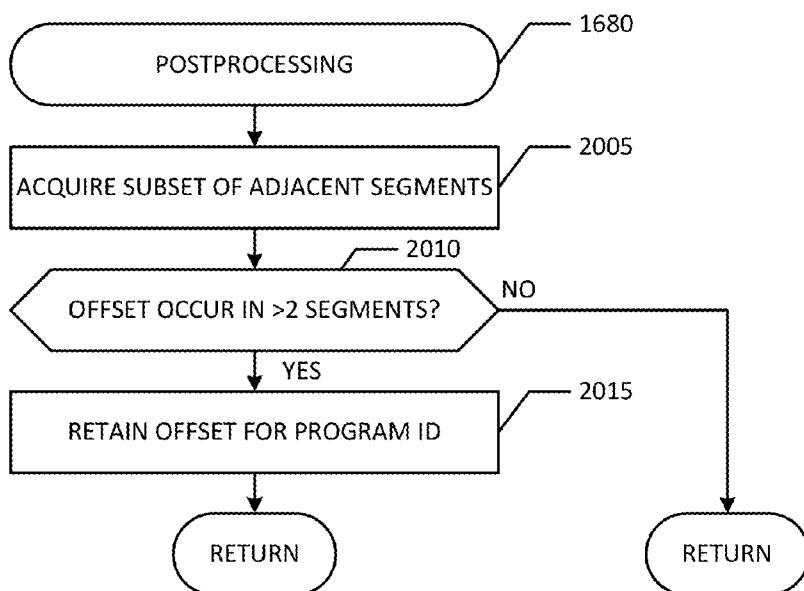 1680
POSTPROCESSING
2005
ACQUIRE SUBSET OF ADJACENT SEGMENTS
2010
OFFSET OCCUR IN >2 SEGMENTS?
NO
YES
2015
RETAIN OFFSET FOR PROGRAM ID
RETURN
RETURN